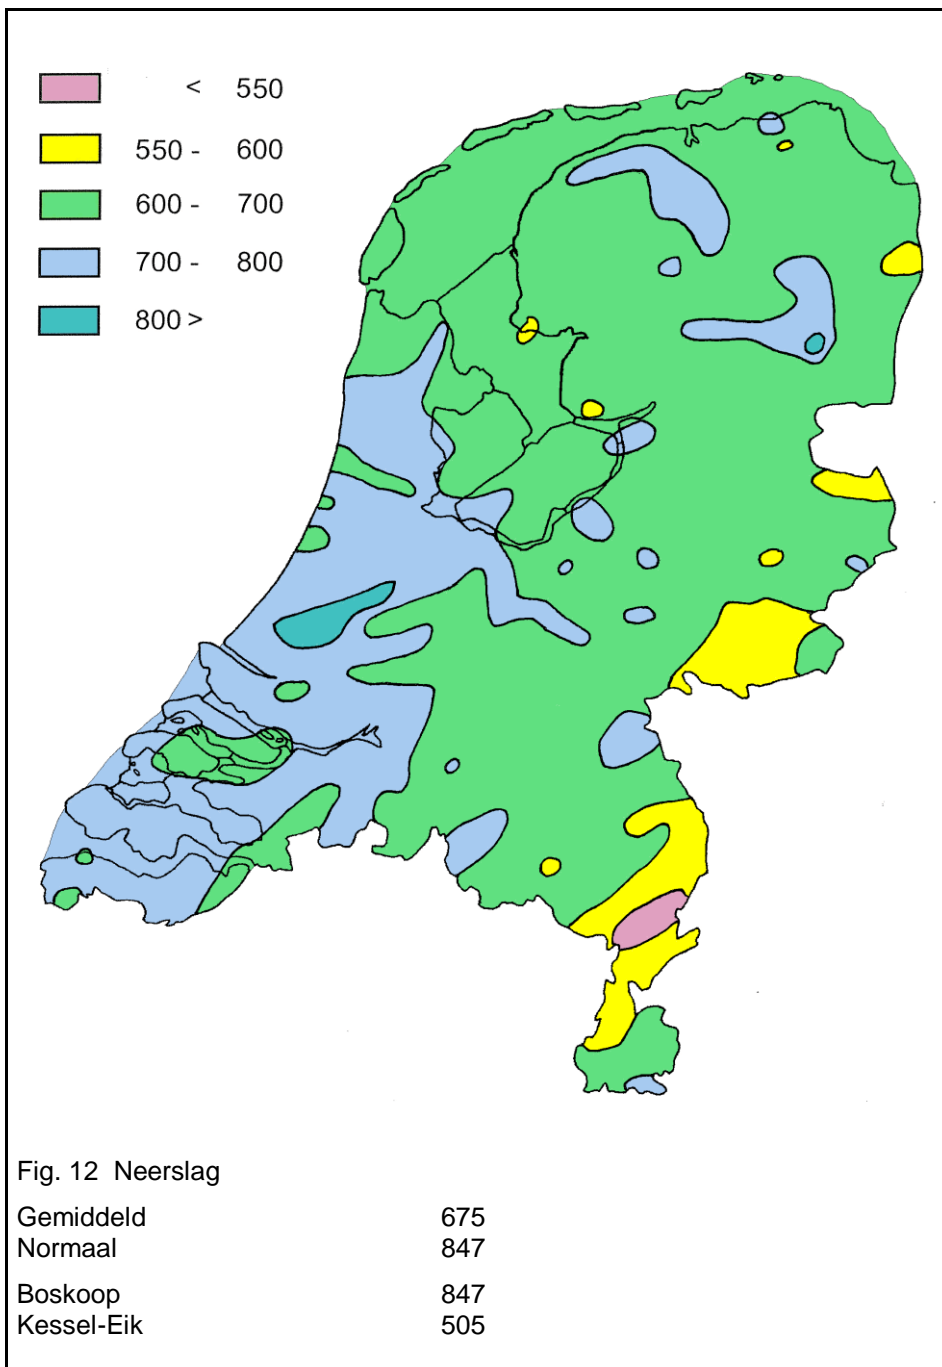 < 550
550 - 600
600 - 700
700 - 800
800 >
Fig. 12 Neerslag
Gemiddeld 675
Normaal 847
Boskoop 847
Kessel-Eik 505